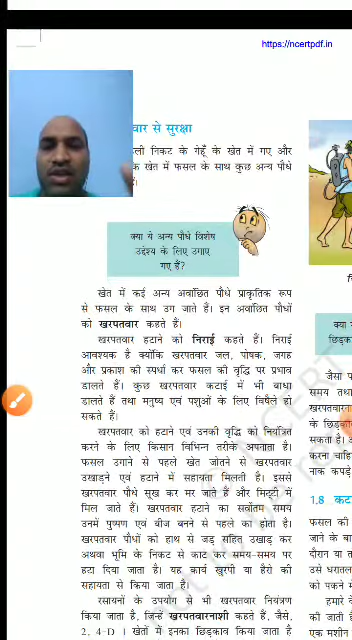 https://ncertpdf.in
वार से सुरक्षा
ली निकट के गेहूँ के खेत में गए और
क खेत में फसल के साथ कुछ अन्य पौधे
क्या ये अन्य पौधे विशेष
उद्देश्य के लिए उगाए
गए हैं?
खेत में कई अन्य अवांछित पौधे प्राकृतिक रूप
से फसल के साथ उग जाते हैं। इन अवांछित पौधों
को खरपतवार कहते हैं।
खरपतवार हटाने को निराई कहते हैं। निराई
आवश्यक है क्योंकि खरपतवार जल, पोषक, जगह
और प्रकाश की स्पर्धा कर फसल की वृद्धि पर प्रभाव
डालते हैं। कुछ खरपतवार कटाई में भी बाधा
डालते हैं तथा मनुष्य एवं पशुओं के लिए विषैले हो
सकते हैं।
खरपतवार को हटाने एवं उनकी वृद्धि को नियंत्रित
करने के लिए किसान विभिन्न तरीके अपनाता है।
फसल उगाने से पहले खेत जोतने से खरपतवार
उखाड़ने एवं हटाने में सहायता मिलती है। इससे
खरपतवार पौधे सूख कर मर जाते हैं और मिट्टी में
मिल जाते हैं। खरपतवार हटाने का सर्वोत्तम समय
उनमें पुष्पण एवं बीज बनने से पहले का होता है।
खरपतवार पौधों को हाथ से जड़ सहित उखाड़ कर
अथवा भूमि के निकट से काट कर समय-समय पर
हटा दिया जाता है। यह कार्य खुरपी या हैरो की
सहायता से किया जाता है।
रसायनों के उपयोग से भी खरपतवार नियंत्रण
किया जाता है, जिन्हें खरपतवारनाशी कहते हैं, जैसे,
2, 4-D । खेतों में इनका छिड़काव किया जाता है
क्या
छिड़का
जैसा
समय तथा
खरपतवारना
के छिड़का
सकता है।
करना चाहि
नाक कपड़े
1.8 कट
फसल की
जाने के बा
दौरान या त
उसे धरातल
को पकने में
हमारे दे
की जाती है
एक मशीन